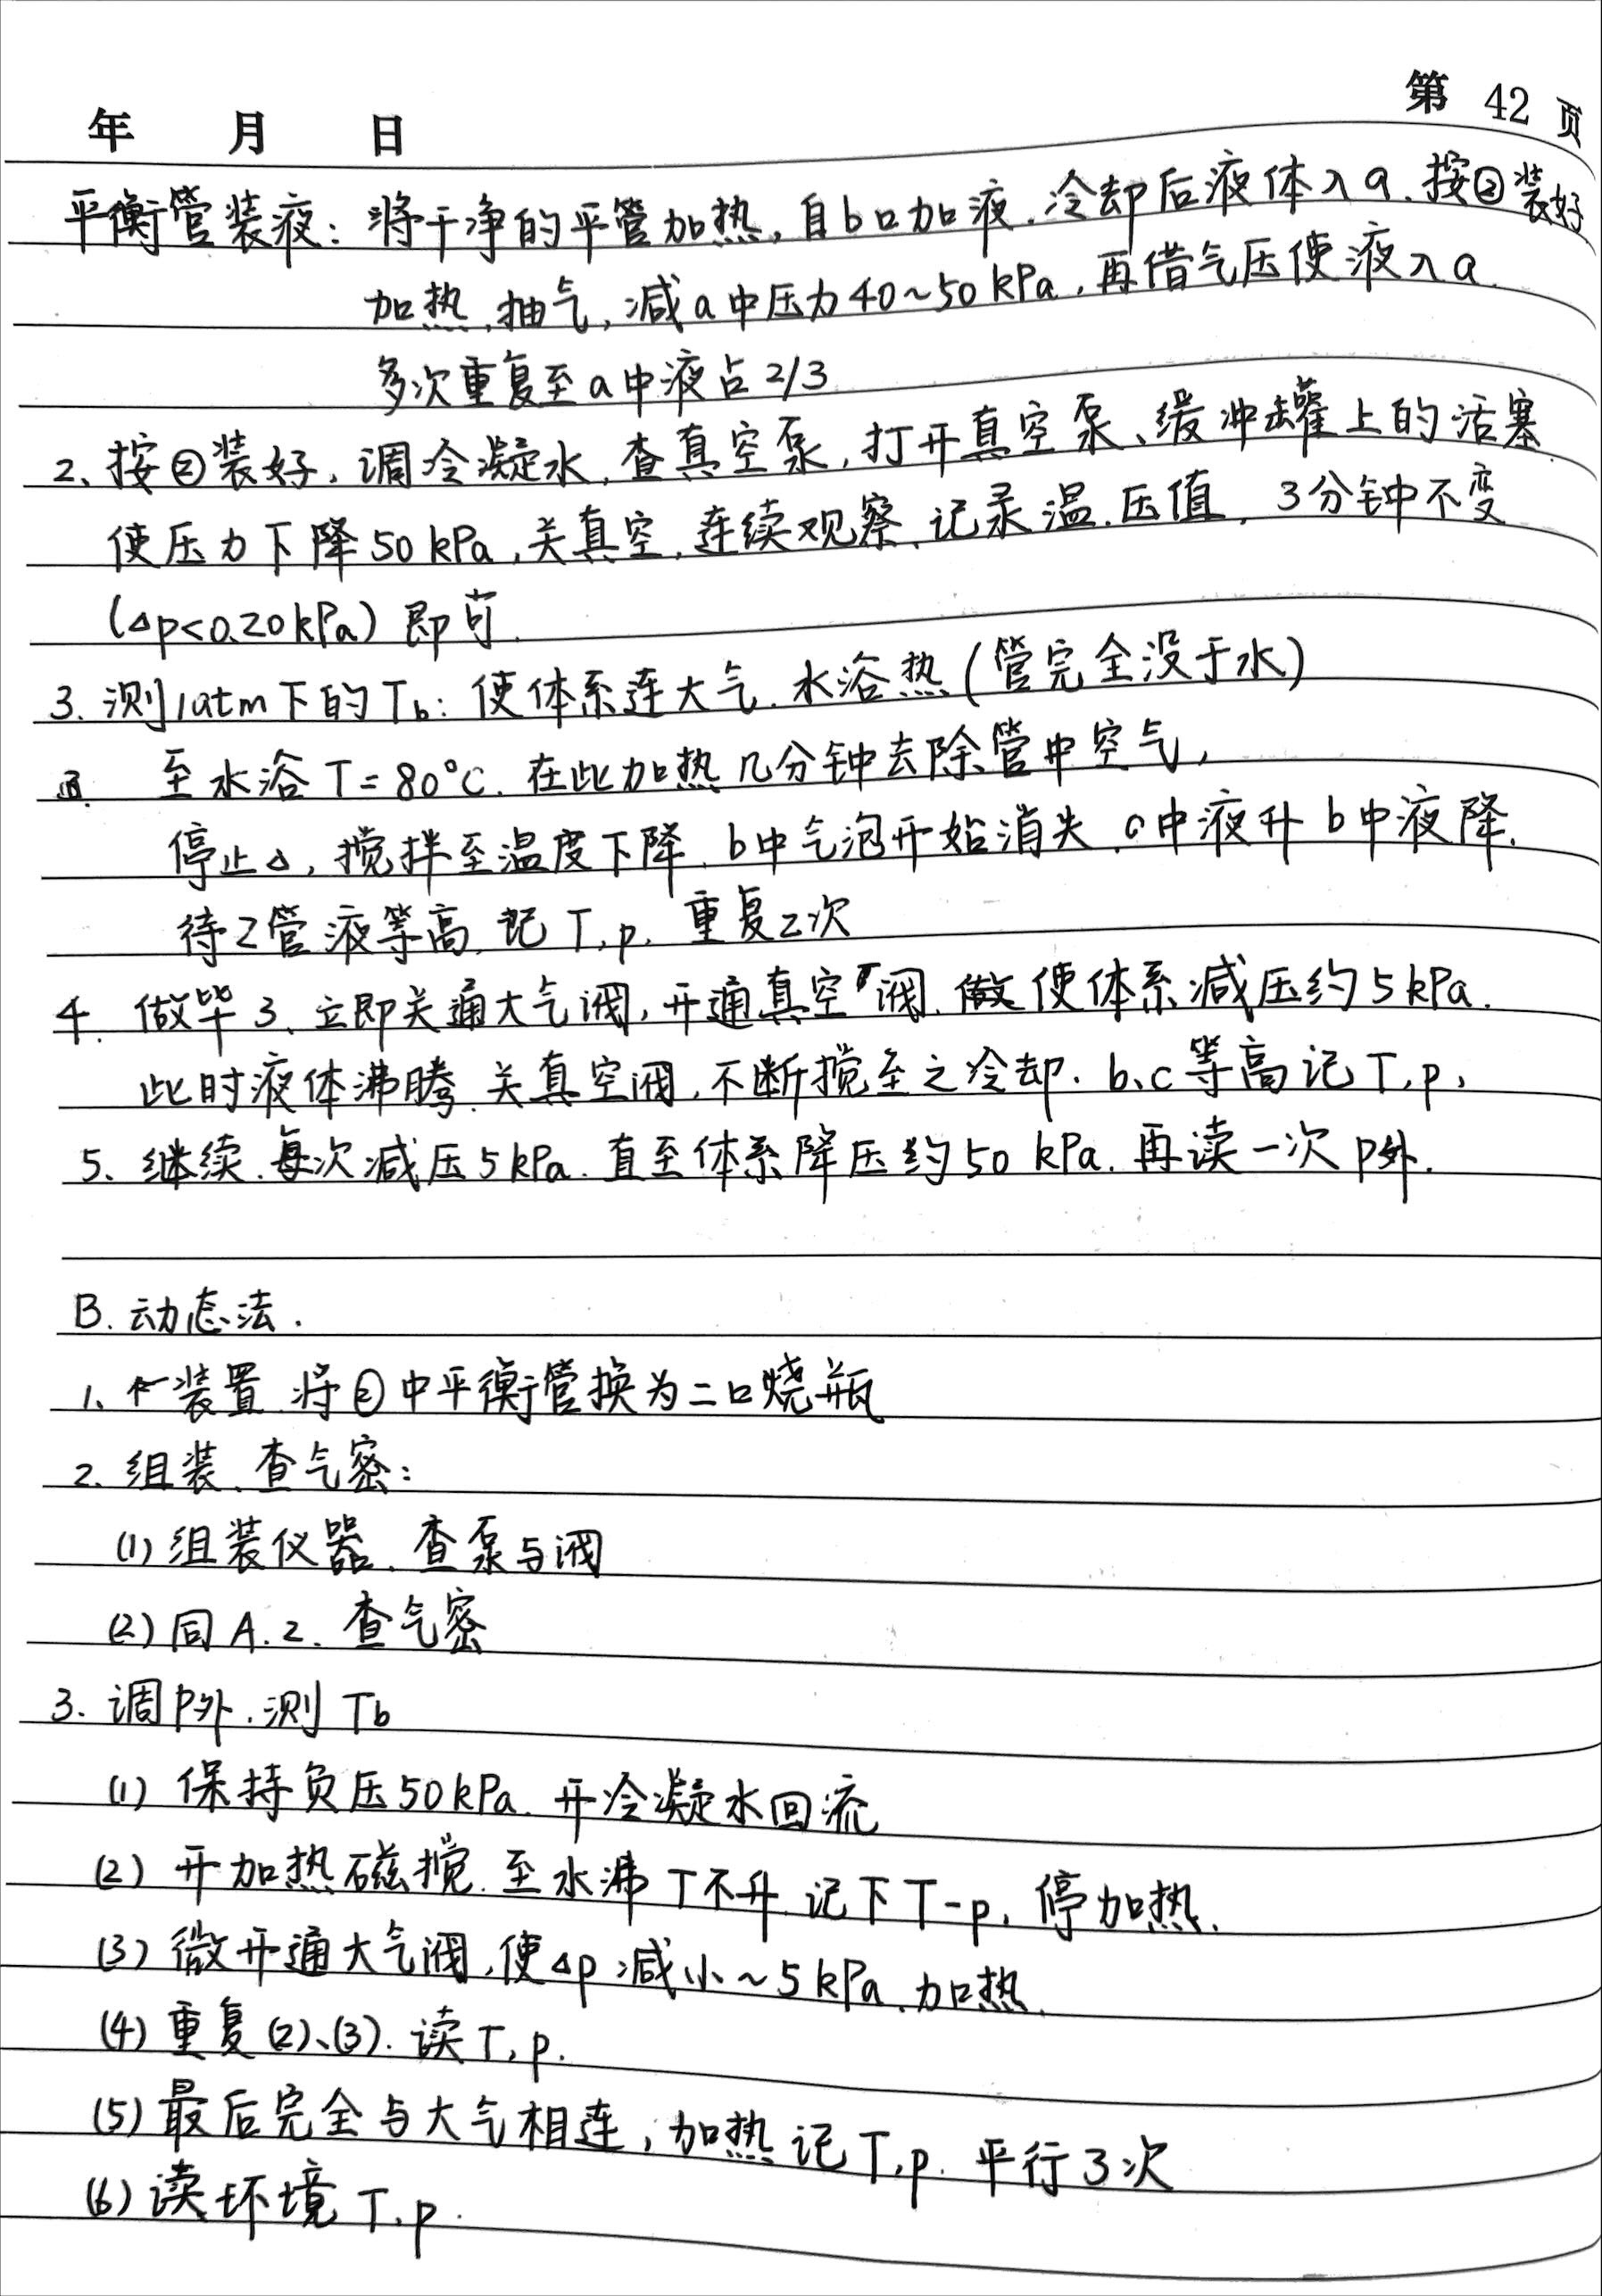 第 42 页
年 月 日
平衡管装液: 将干净的平管加热, 自b口加液. 冷却后液体入a. 按②装好
加热, 抽气, 减a中压力40~50kPa, 再借气压使液入a.
多次重复至a中液占2/3
2、按②装好, 调冷凝水, 查真空泵, 打开真空泵、缓冲罐上的活塞.
使压力下降50kPa, 关真空, 连续观察、记录温.压值, 3分钟不变
(Δp<0.20kPa) 即可.
3. 测1atm下的Tb: 使体系连大气. 水浴热(管完全没于水)
至水浴T=80°C. 在此加热几分钟去除管中空气,
停止Δ, 搅拌至温度下降, b中气泡开始消失, c中液升b中液降.
待2管液等高, 记T,p, 重复2次
4. 做毕3、立即关通大气阀, 开通真空阀. 使体系减压约5kPa.
此时液体沸腾. 关真空阀, 不断搅至之冷却. b、c等高记T,p,
5、继续. 每次减压5kPa. 直至体系降压约50 kPa. 再读一次p外.
B. 动态法.
1、装置. 将②中平衡管换为二口烧瓶
2. 组装、查气密:
(1) 组装仪器、查泵与阀
(2) 同A.2. 查气密
3. 调p外. 测Tb
(1) 保持负压50kPa. 开冷凝水回流
(2) 开加热磁搅. 至水沸T不升. 记下T-p, 停加热.
(3) 微开通大气阀, 使Δp减小~5kPa. 加热.
(4) 重复(2)、(3). 读T,p.
(5) 最后完全与大气相连, 加热记T,p. 平行3次
(6) 读环境T,p.